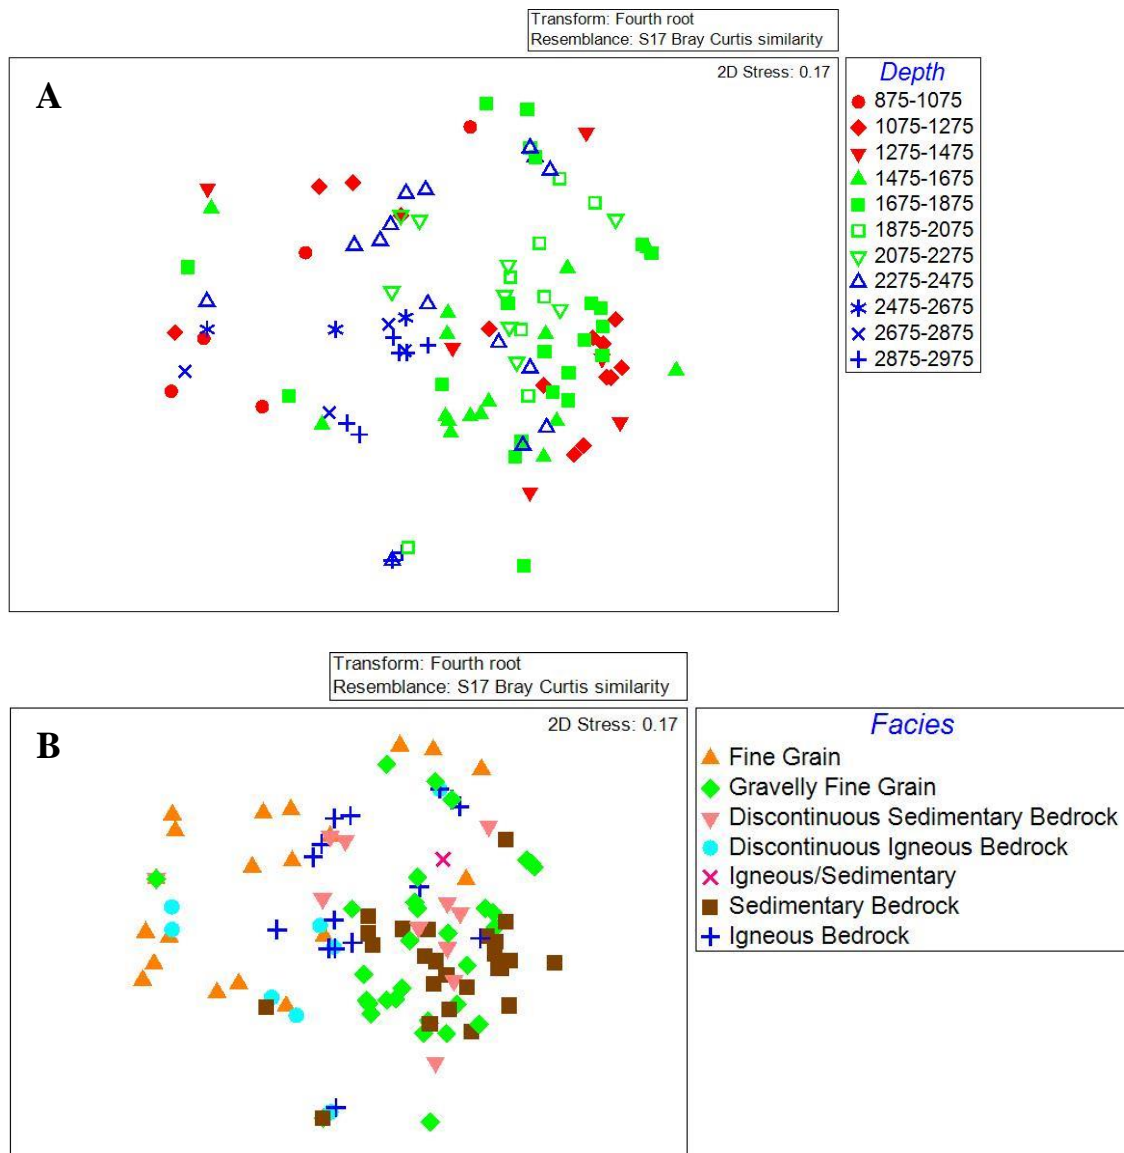 Transform: Fourth root
Resemblance: S17 Bray Curtis similarity
A
2D Stress: 0.17
Depth
875-1075
1075-1275
1275-1475
1475-1675
1675-1875
1875-2075
2075-2275
2275-2475
2475-2675
2675-2875
2875-2975
Transform: Fourth root
Resemblance: S17 Bray Curtis similarity
B
2D Stress: 0.17
Facies
Fine Grain
Gravelly Fine Grain
Discontinuous Sedimentary Bedrock
Discontinuous Igneous Bedrock
Igneous/Sedimentary
Sedimentary Bedrock
Igneous Bedrock